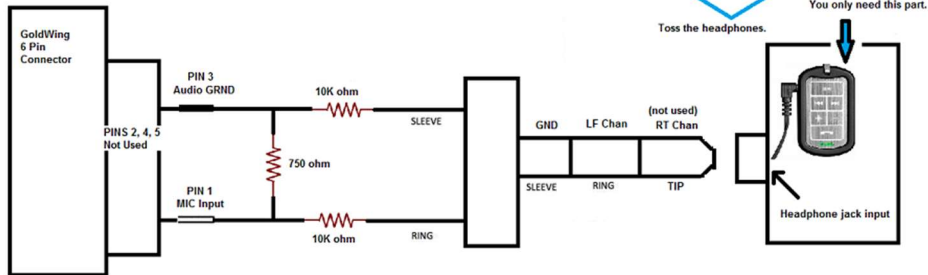 You only need this part.
Toss the headphones.
GoldWing
6 Pin
Connector
PIN 3
Audio GRND
10K ohm
SLEEVE
PINS 2, 4, 5
Not Used
750 ohm
PIN 1
MIC Input
10K ohm
RING
GND
LF Chan
(not used)
RT Chan
SLEEVE
RING
TIP
Headphone jack input